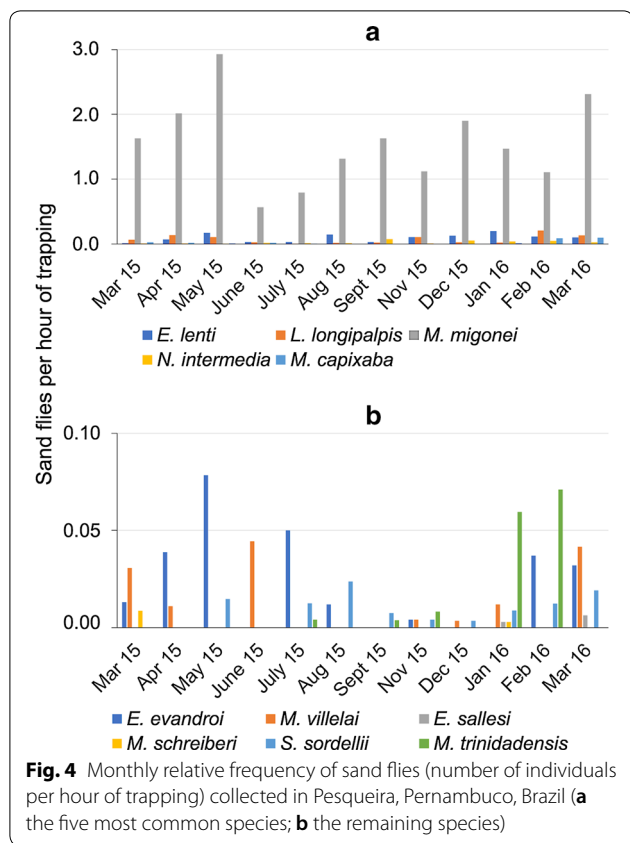 a
3.0
2.0
1.0
0.0
Mar 15 Apr 15 May 15 June 15 July 15 Aug 15 Sept 15 Nov 15 Dec 15 Jan 16 Feb 16 Mar 16
E. lenti L. longipalpis M. migonei
N. intermedia M. capixaba
Sand flies per hour of trapping
b
0.10
0.05
0.00
Mar 15 Apr 15 May 15 June 15 July 15 Aug 15 Sept 15 Nov 15 Dec 15 Jan 16 Feb 16 Mar 16
E. evandroi M. villelai E. sallesi
M. schreiberi S. sordellii M. trinidadensis
Fig. 4 Monthly relative frequency of sand flies (number of individuals
per hour of trapping) collected in Pesqueira, Pernambuco, Brazil (a
the five most common species; b the remaining species)